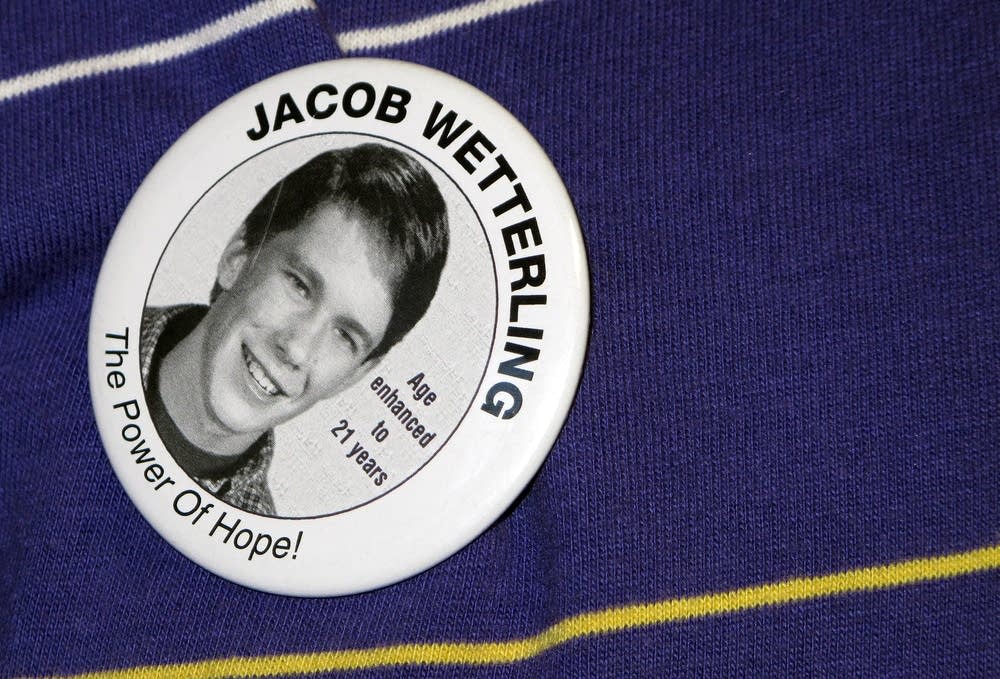 JACOB WETTERLING
Age
enhanced
to
21 years
The Power Of Hope!